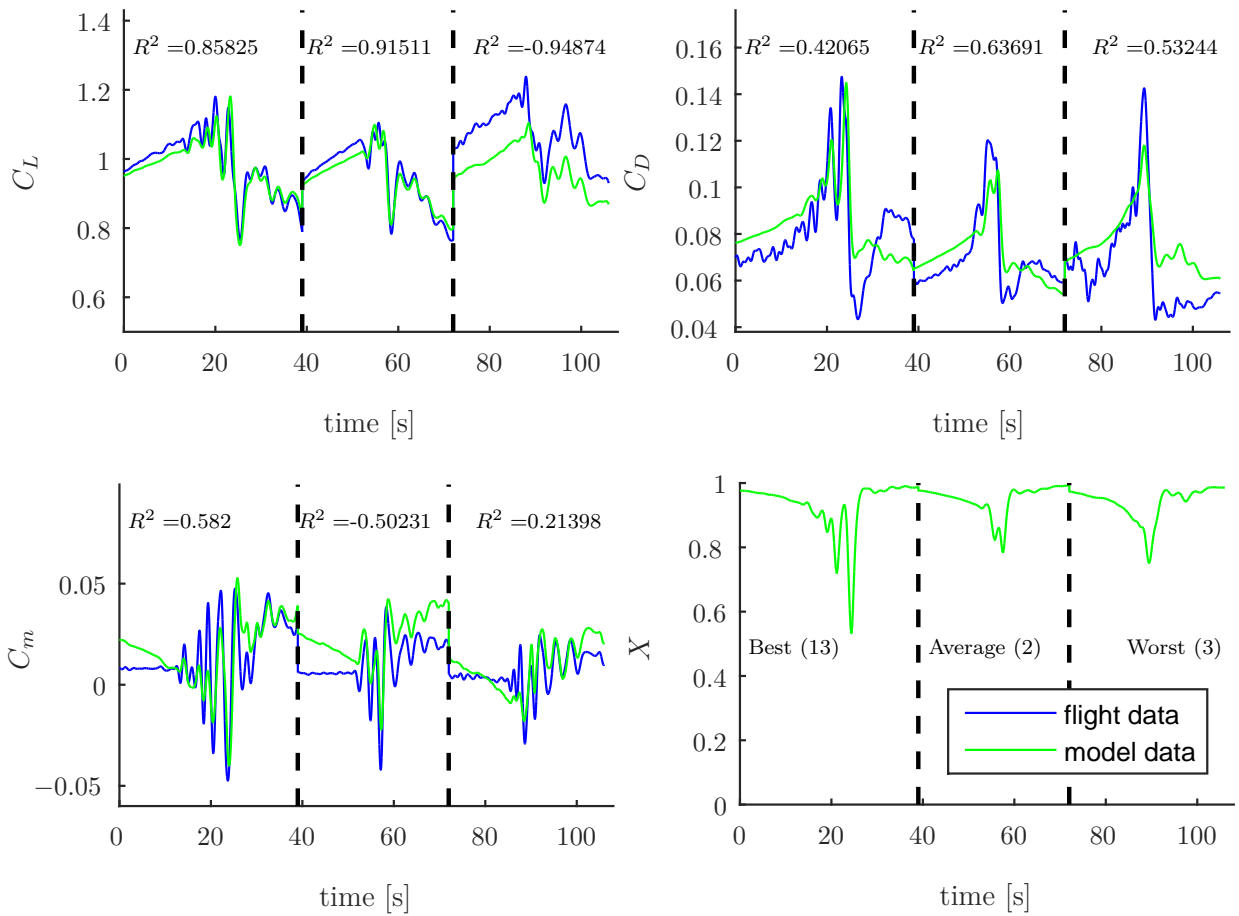 C_L
1.4
1.2
1
0.8
0.6
R² =0.85825
R² =0.91511
R² =-0.94874
0 20 40 60 80 100
time [s]
C_D
0.16
0.14
0.12
0.1
0.08
0.06
0.04
R² =0.42065
R² =0.63691
R² =0.53244
0 20 40 60 80 100
time [s]
C_m
0.05
0
−0.05
R² =0.582
R² =-0.50231
R² =0.21398
0 20 40 60 80 100
time [s]
X
1
0.8
0.6
0.4
0.2
0
Best (13)
Average (2)
Worst (3)
flight data
model data
0 20 40 60 80 100
time [s]